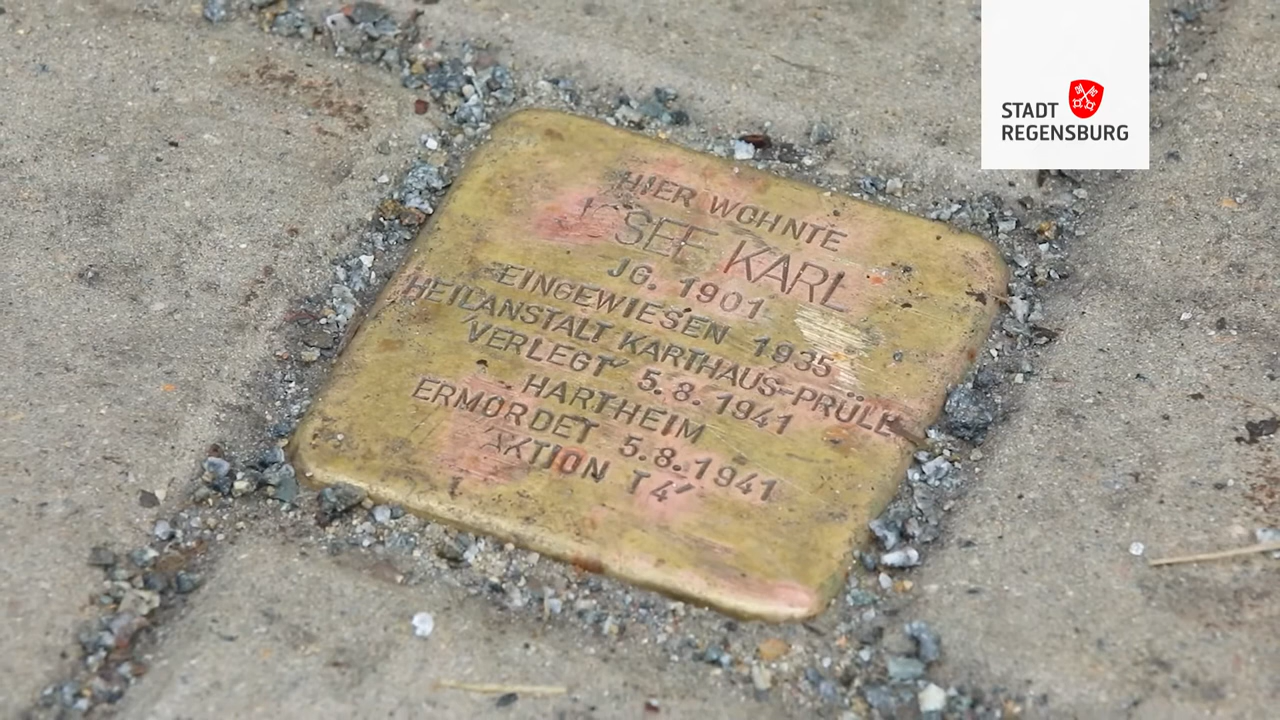 HIER WOHNTE
KARL
JG. 1901
EINGEWIESEN 1935
HEILANSTALT KARTHAUS-PRÜLL
VERLEGT 5.8.1941
HARTHEIM
ERMORDET 5.8.1941
AKTION T4
STADT
REGENSBURG